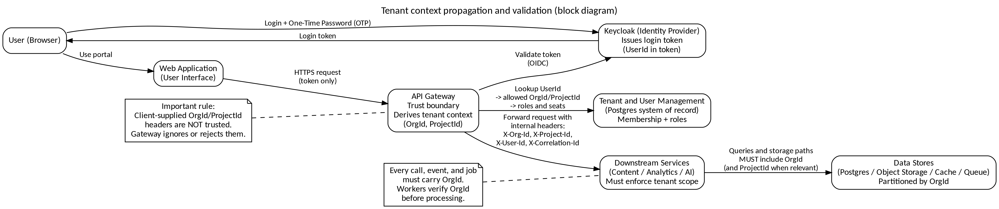 Tenant context propagation and validation (block diagram)
Login + One-Time Password (OTP)
User (Browser)
Login token
Keycloak (Identity Provider)
Issues login token
(UserId in token)
Use portal
Web Application
(User Interface)
HTTPS request
(token only)
Validate token
(OIDC)
API Gateway
Trust boundary
Derives tenant context
(OrgId, ProjectId)
Important rule:
Client-supplied OrgId/ProjectId
headers are NOT trusted.
Gateway ignores or rejects them.
Lookup UserId
-> allowed OrgId/ProjectId
-> roles and seats
Tenant and User Management
(Postgres system of record)
Membership + roles
Forward request with
internal headers:
X-Org-Id, X-Project-Id,
X-User-Id, X-Correlation-Id
Every call, event, and job
must carry OrgId.
Workers verify OrgId
before processing.
Downstream Services
(Content / Analytics / AI)
Must enforce tenant scope
Queries and storage paths
MUST include OrgId
(and ProjectId when relevant)
Data Stores
(Postgres / Object Storage / Cache / Queue)
Partitioned by OrgId